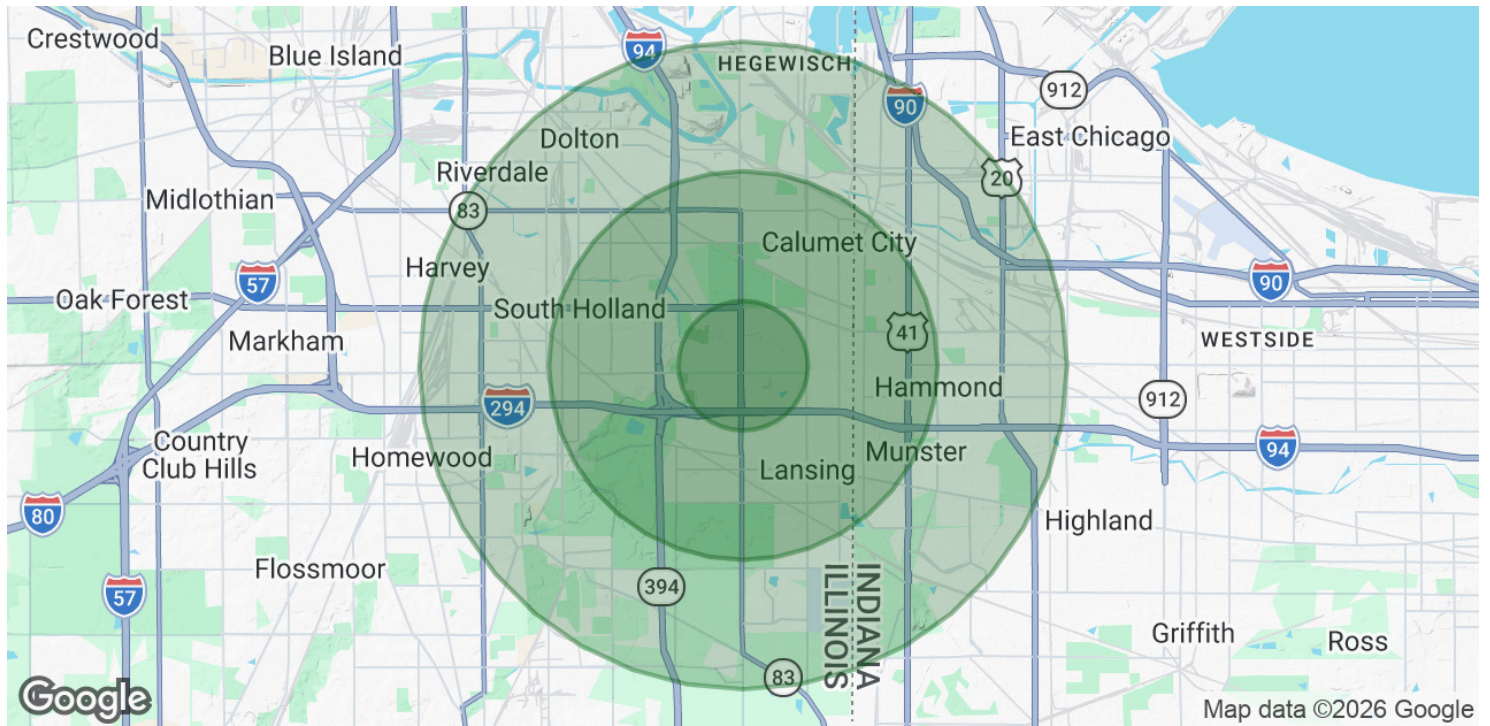 Crestwood
Blue Island
94
HEGEWISCH
912
90
Dolton
East Chicago
Riverdale
20
Midlothian
83
Calumet City
Harvey
57
90
Oak Forest
South Holland
41
WESTSIDE
Markham
Hammond
294
912
Country
Club Hills
Homewood
Munster
94
Lansing
80
Highland
Flossmoor
57
394
INDIANA
ILLINOIS
Griffith
Ross
83
Google
Map data ©2026 Google